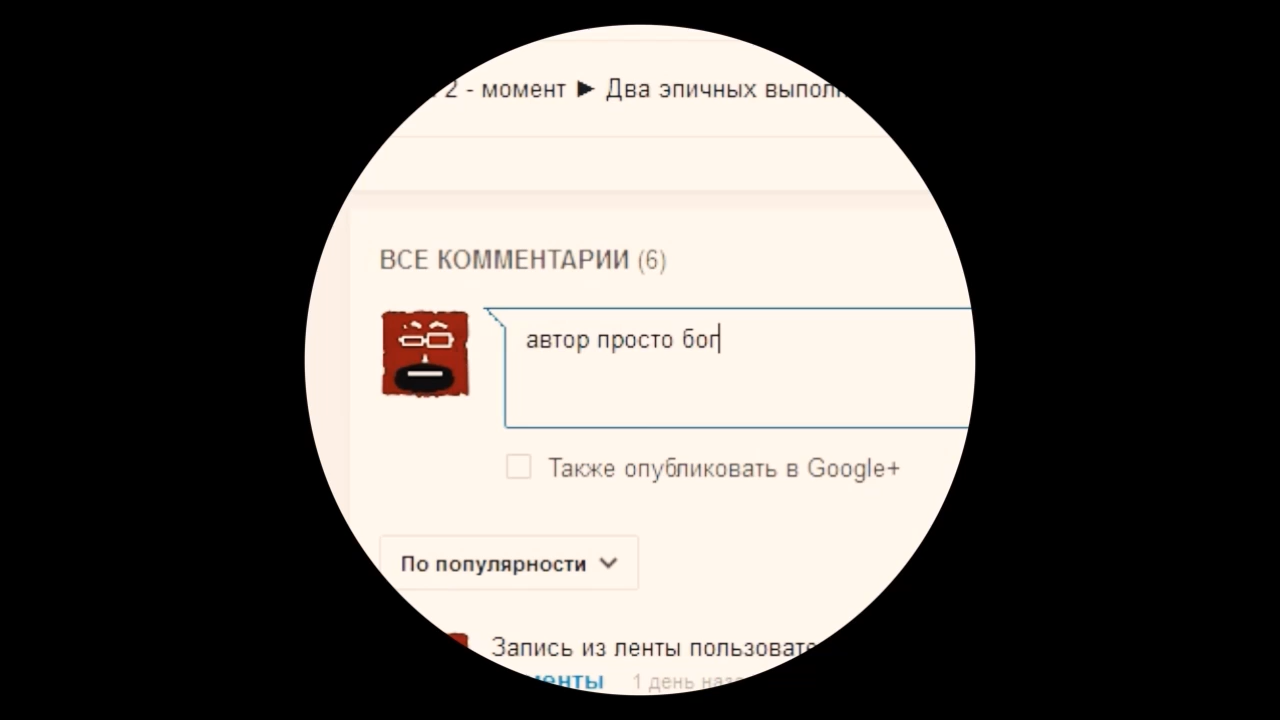 2 - момент ► Два эпичных
ВСЕ КОММЕНТАРИИ (6)
автор просто бог
Также опубликовать в Google+
По популярности
Запись из ленты
1 день